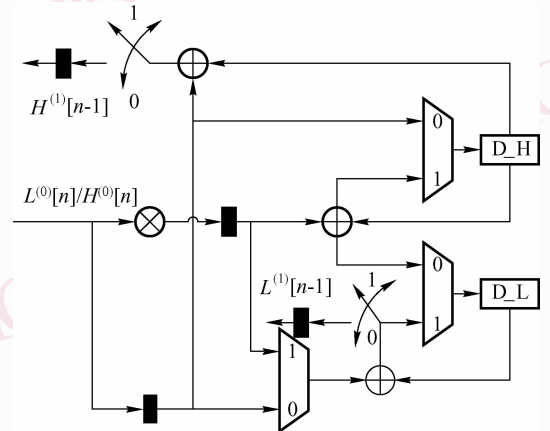 1
0
H^(1)[n-1]
0
D_H
1
L^(0)[n]/H^(0)[n]
L^(1)[n-1]
1
0
0
D_L
1
1
0